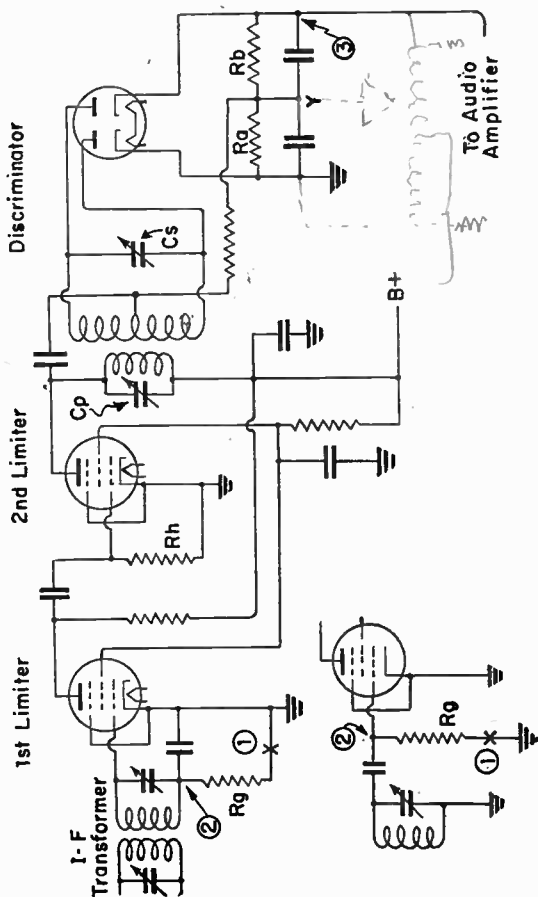 I-F
Transformer
1st Limiter
2nd Limiter
Discriminator
Cp
Cs
Ra
Rb
Y
③
Rh
Rg
①
②
B+
To Audio
Amplifier
②
Rg
①